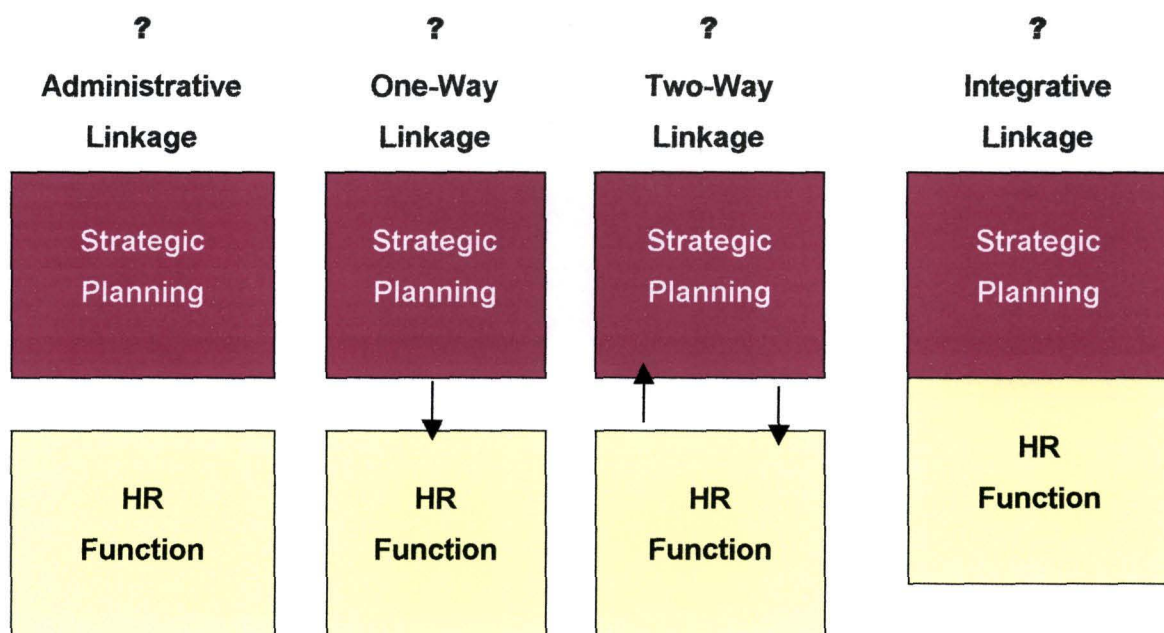 ?
Administrative
Linkage
Strategic
Planning
HR
Function
?
One-Way
Linkage
Strategic
Planning
HR
Function
?
Two-Way
Linkage
Strategic
Planning
HR
Function
?
Integrative
Linkage
Strategic
Planning
HR
Function